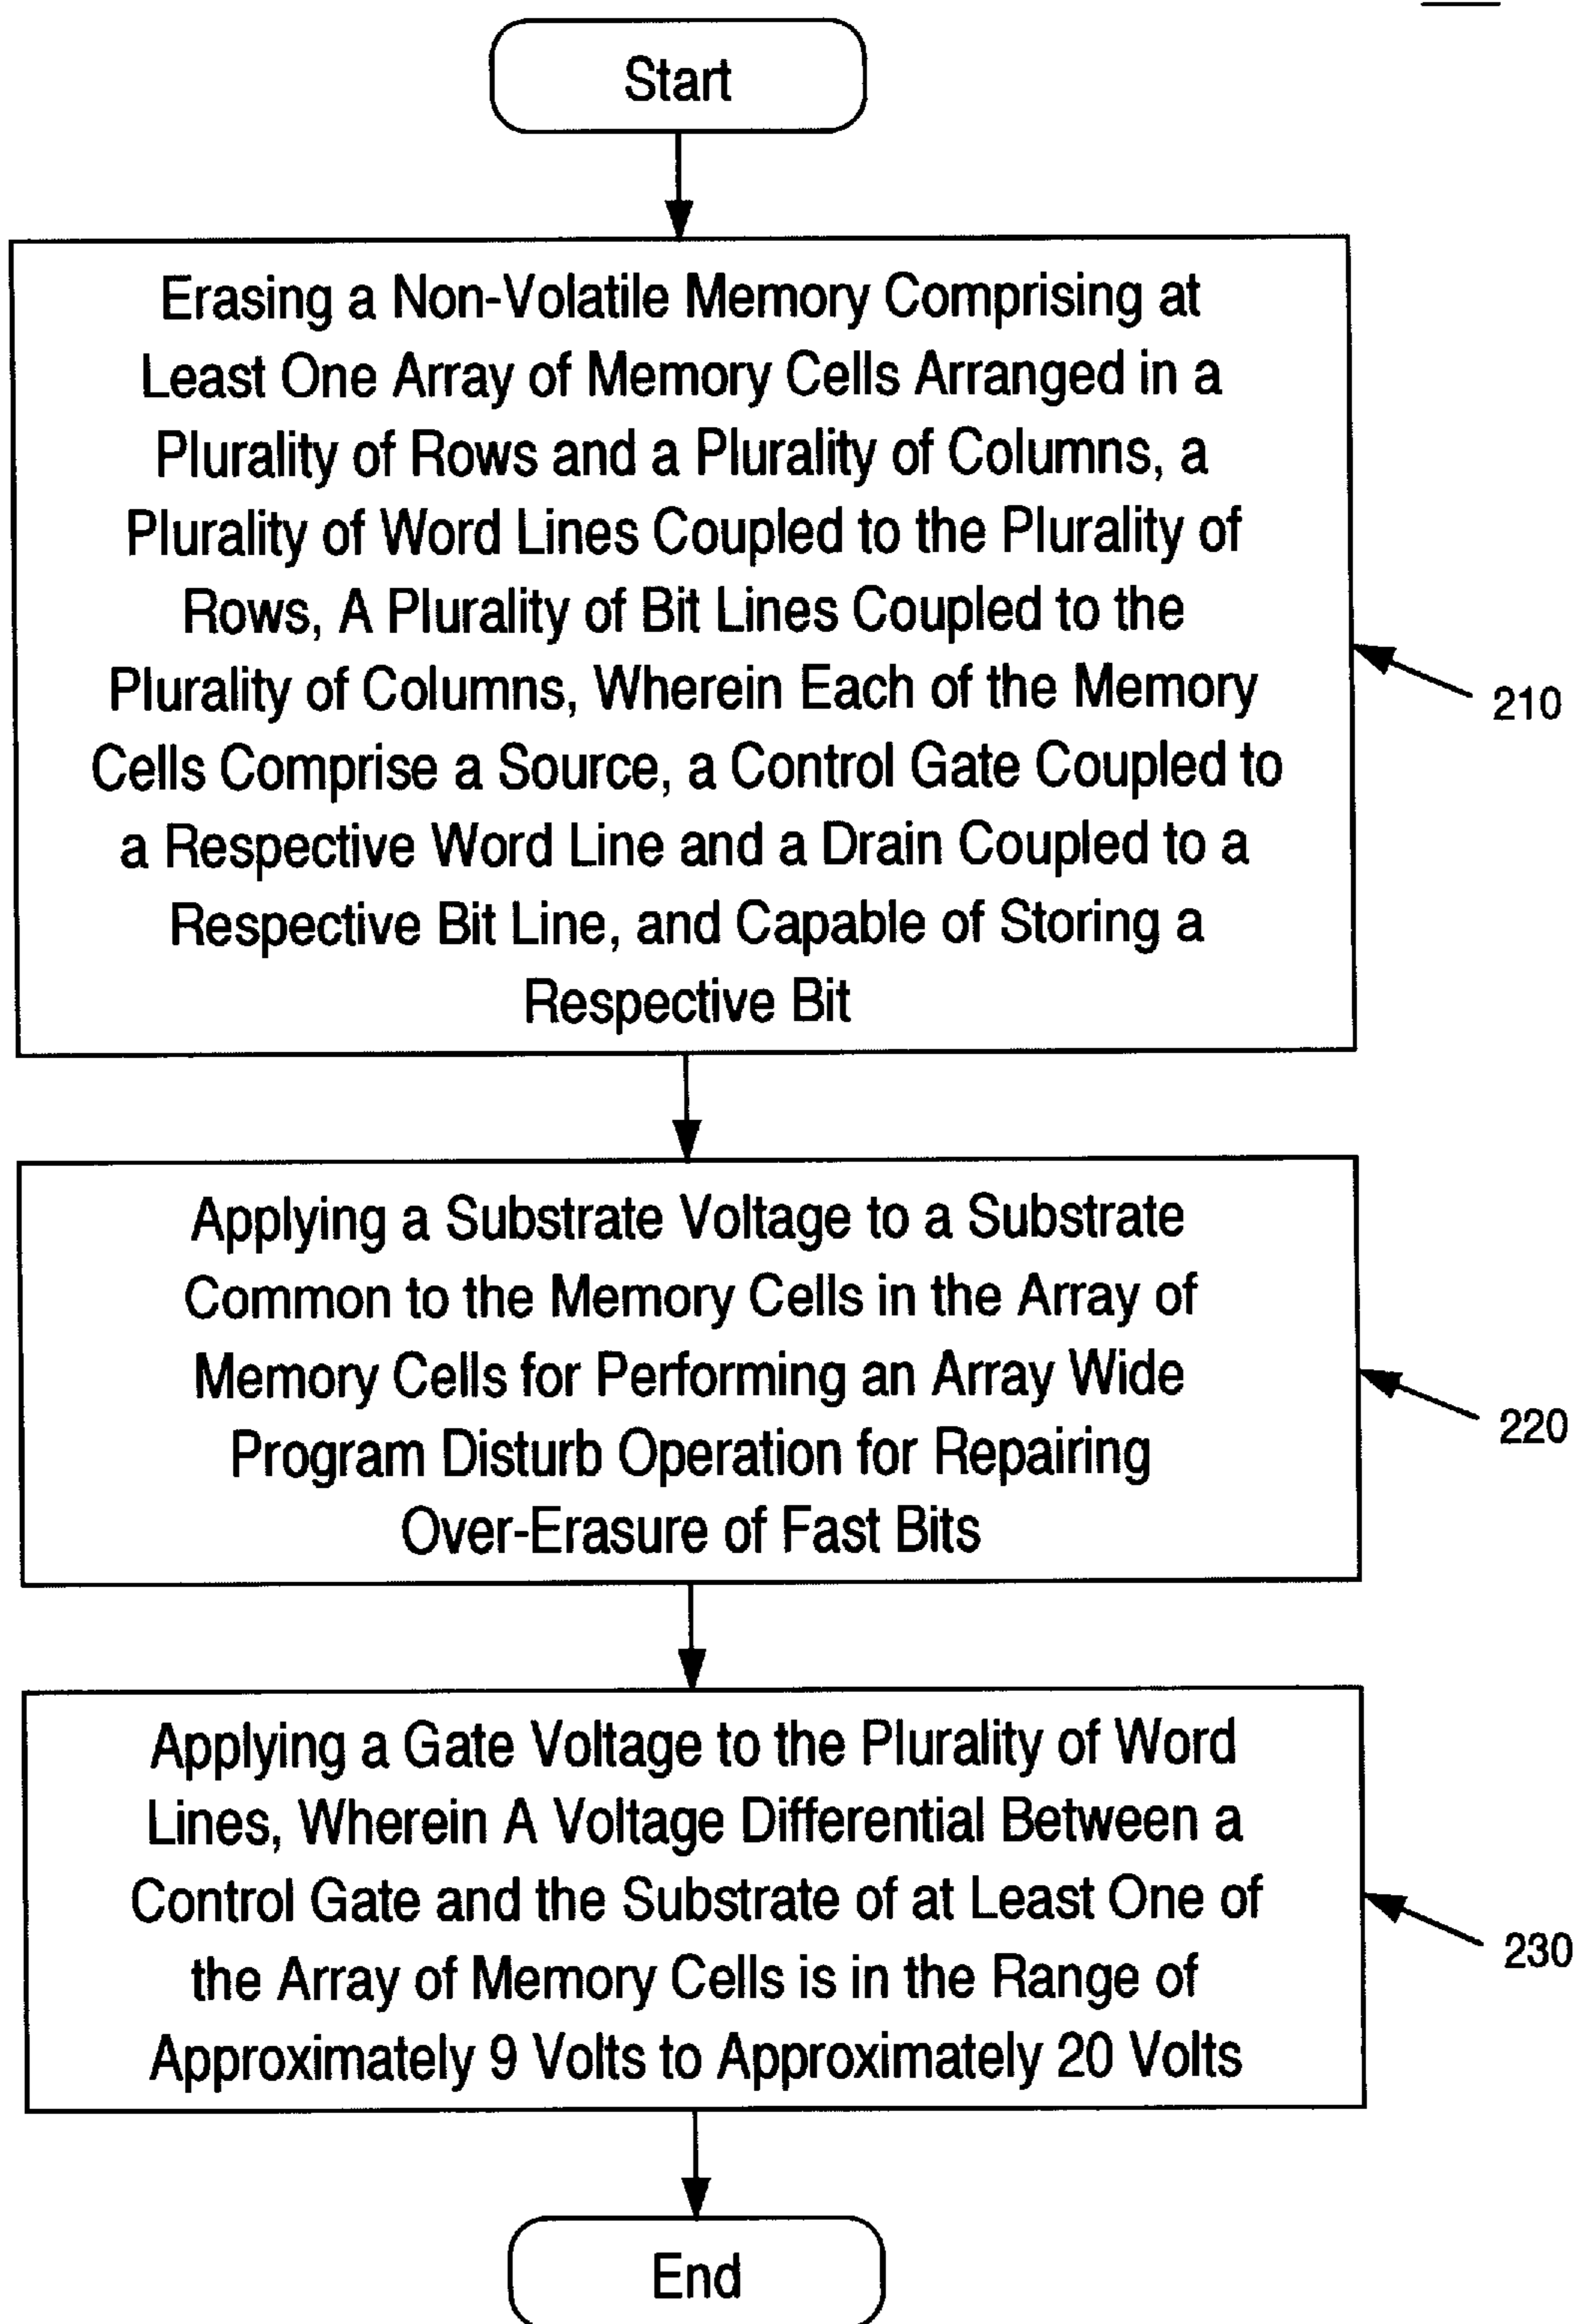 Start
Erasing a Non-Volatile Memory Comprising at
Least One Array of Memory Cells Arranged in a
Plurality of Rows and a Plurality of Columns, a
Plurality of Word Lines Coupled to the Plurality of
Rows, A Plurality of Bit Lines Coupled to the
Plurality of Columns, Wherein Each of the Memory
Cells Comprise a Source, a Control Gate Coupled to
a Respective Word Line and a Drain Coupled to a
Respective Bit Line, and Capable of Storing a
Respective Bit
210
Applying a Substrate Voltage to a Substrate
Common to the Memory Cells in the Array of
Memory Cells for Performing an Array Wide
Program Disturb Operation for Repairing
Over-Erasure of Fast Bits
220
Applying a Gate Voltage to the Plurality of Word
Lines, Wherein A Voltage Differential Between a
Control Gate and the Substrate of at Least One of
the Array of Memory Cells is in the Range of
Approximately 9 Volts to Approximately 20 Volts
230
End